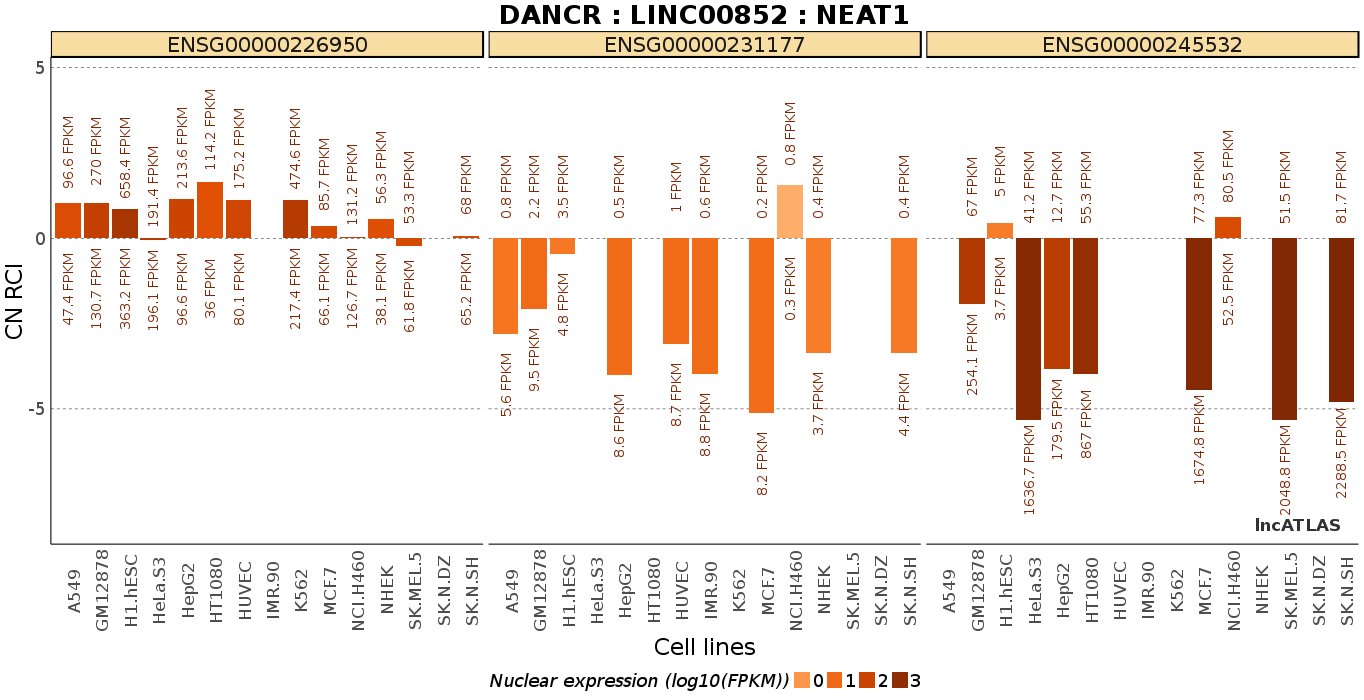 DANCR : LINC00852 : NEAT1
ENSG00000226950 ENSG00000231177 ENSG00000245532
CN RCI
5
0
-5
96.6 FPKM 270 FPKM 658.4 FPKM 191.4 FPKM 213.6 FPKM 114.2 FPKM 175.2 FPKM 474.6 FPKM 85.7 FPKM 131.2 FPKM 56.3 FPKM 53.3 FPKM 68 FPKM
47.4 FPKM 130.7 FPKM 363.2 FPKM 196.1 FPKM 96.6 FPKM 36 FPKM 80.1 FPKM 217.4 FPKM 66.1 FPKM 126.7 FPKM 38.1 FPKM 61.8 FPKM 65.2 FPKM
0.8 FPKM 2.2 FPKM 3.5 FPKM 0.5 FPKM 1 FPKM 0.6 FPKM 0.2 FPKM 0.8 FPKM 0.4 FPKM 0.4 FPKM
5.6 FPKM 9.5 FPKM 4.8 FPKM 8.6 FPKM 8.7 FPKM 8.8 FPKM 8.2 FPKM 0.3 FPKM 3.7 FPKM 4.4 FPKM
67 FPKM 5 FPKM 41.2 FPKM 12.7 FPKM 55.3 FPKM 77.3 FPKM 80.5 FPKM 51.5 FPKM 81.7 FPKM
254.1 FPKM 3.7 FPKM 1636.7 FPKM 179.5 FPKM 867 FPKM 1674.8 FPKM 52.5 FPKM 2048.8 FPKM 2288.5 FPKM
lncATLAS
A549 GM12878 H1.hESC HeLa.S3 HepG2 HT1080 HUVEC IMR.90 K562 MCF.7 NCI.H460 NHEK SK.MEL.5 SK.N.DZ SK.N.SH
A549 GM12878 H1.hESC HeLa.S3 HepG2 HT1080 HUVEC IMR.90 K562 MCF.7 NCI.H460 NHEK SK.MEL.5 SK.N.DZ SK.N.SH
A549 GM12878 H1.hESC HeLa.S3 HepG2 HT1080 HUVEC IMR.90 K562 MCF.7 NCI.H460 NHEK SK.MEL.5 SK.N.DZ SK.N.SH
Cell lines
Nuclear expression (log10(FPKM)) 0 1 2 3